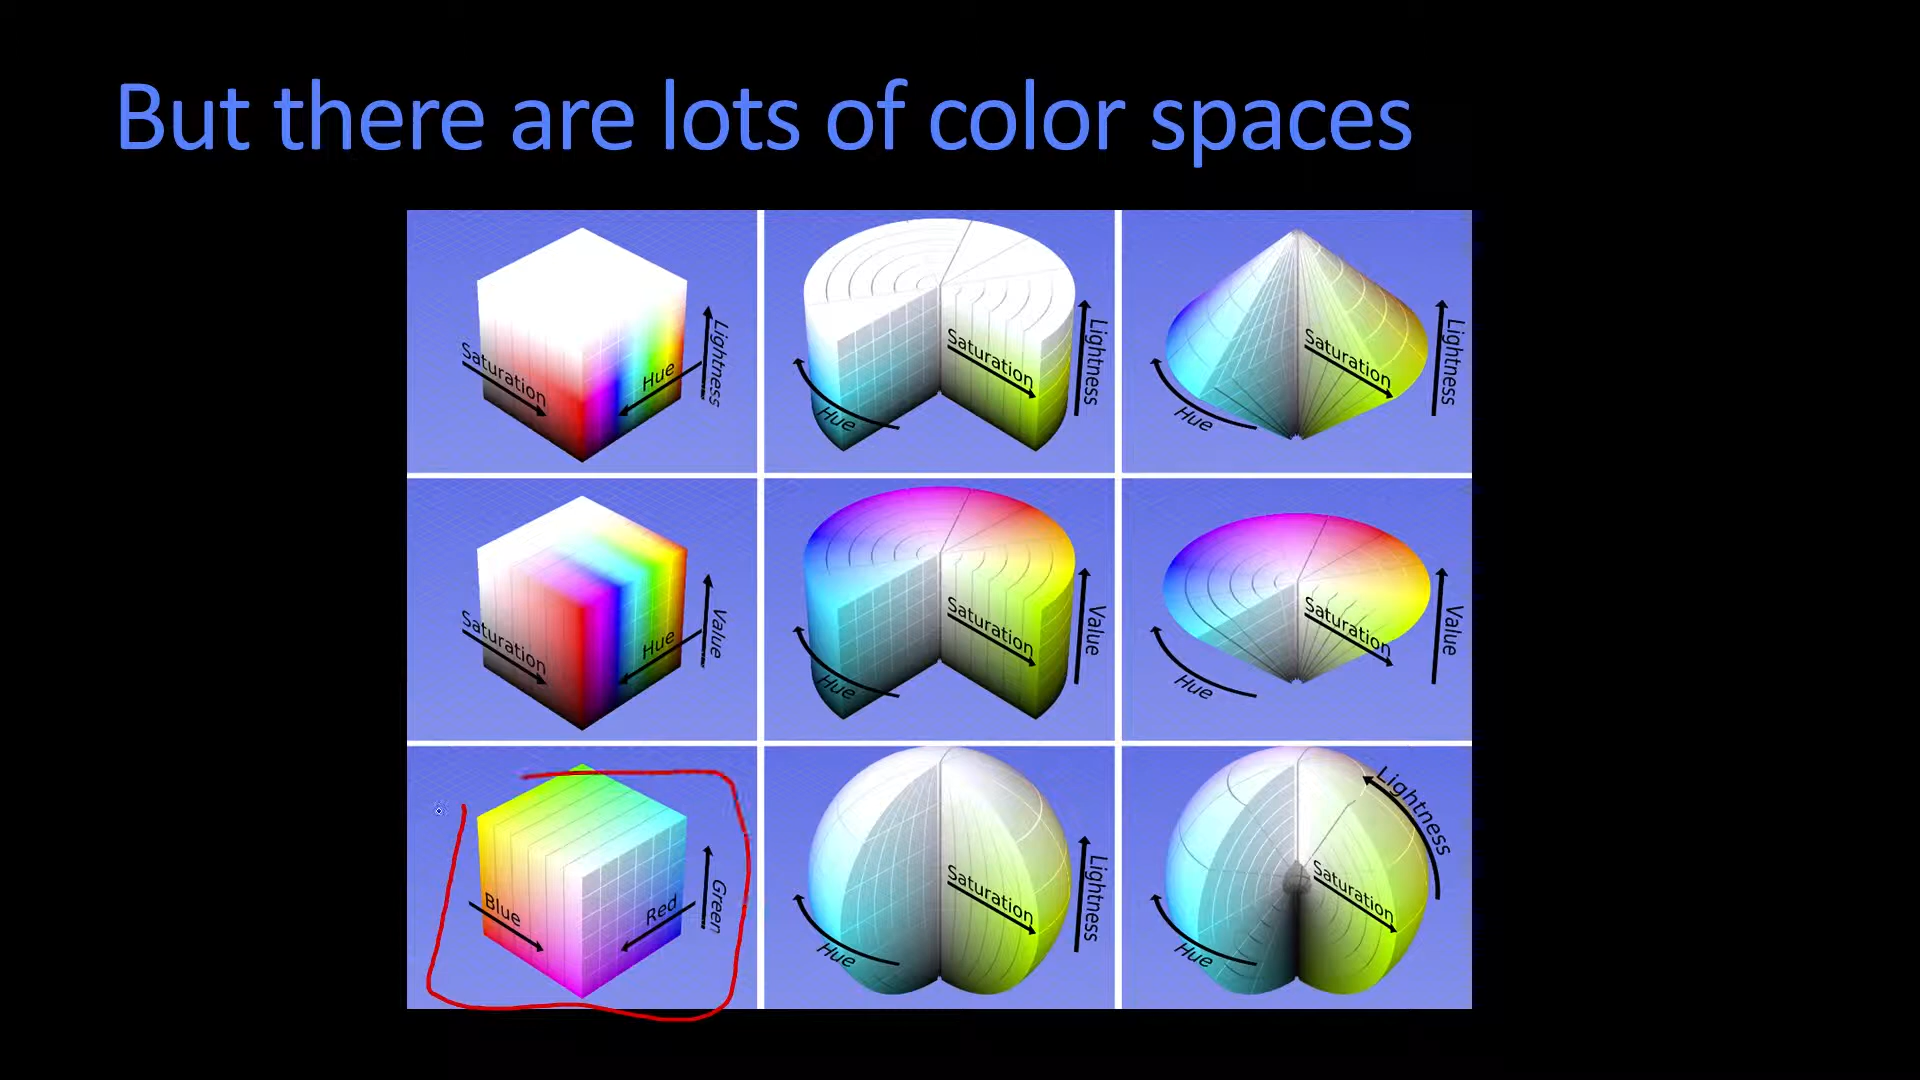 But there are lots of color spaces
Saturation
Hue
Lightness
Hue
Saturation
Lightness
Hue
Saturation
Lightness
Saturation
Hue
Value
Hue
Saturation
Value
Hue
Saturation
Value
Blue
Red
Green
Hue
Saturation
Lightness
Hue
Saturation
Lightness